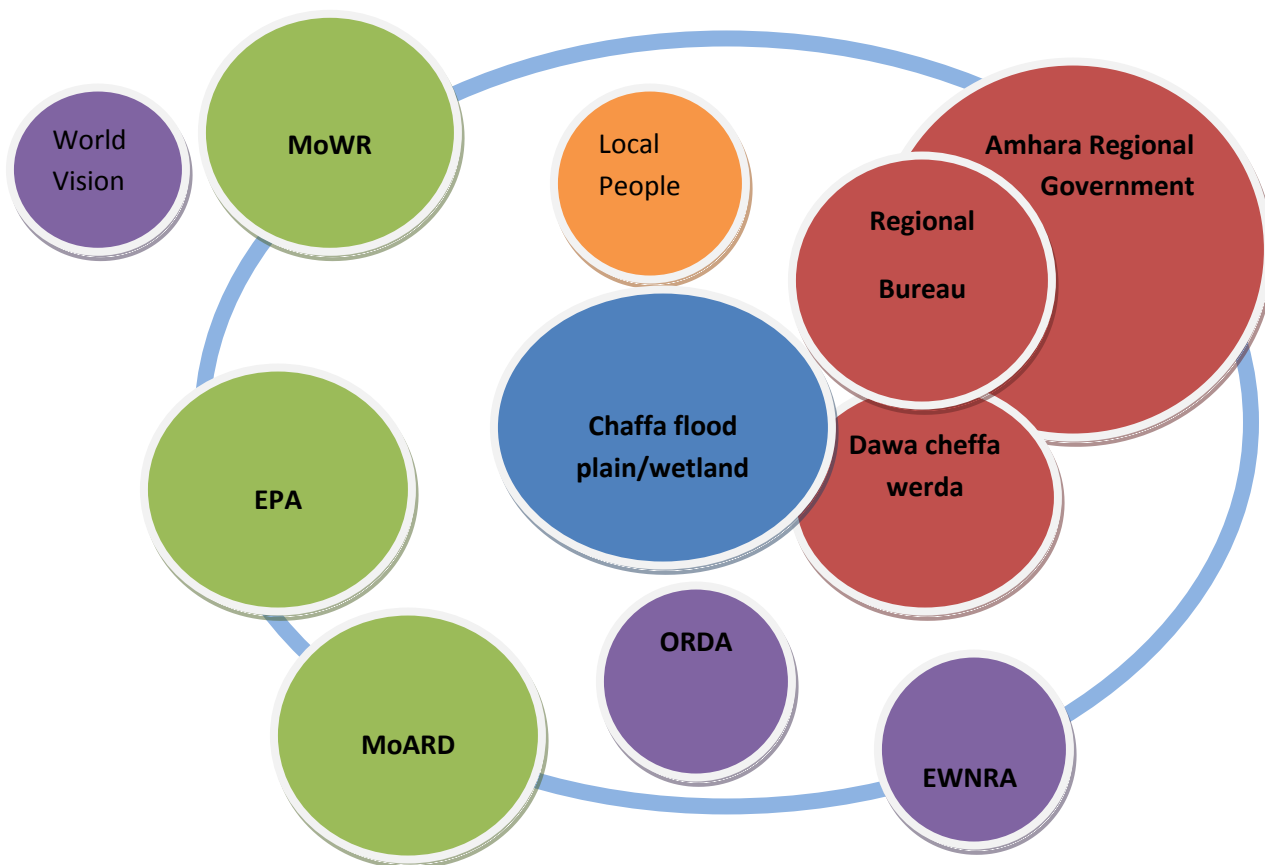 World
Vision
MoWR
Local
People
Amhara Regional
Government
Regional
Bureau
Chaffa flood
plain/wetland
Dawa cheffa
werda
EPA
ORDA
MoARD
EWNRA